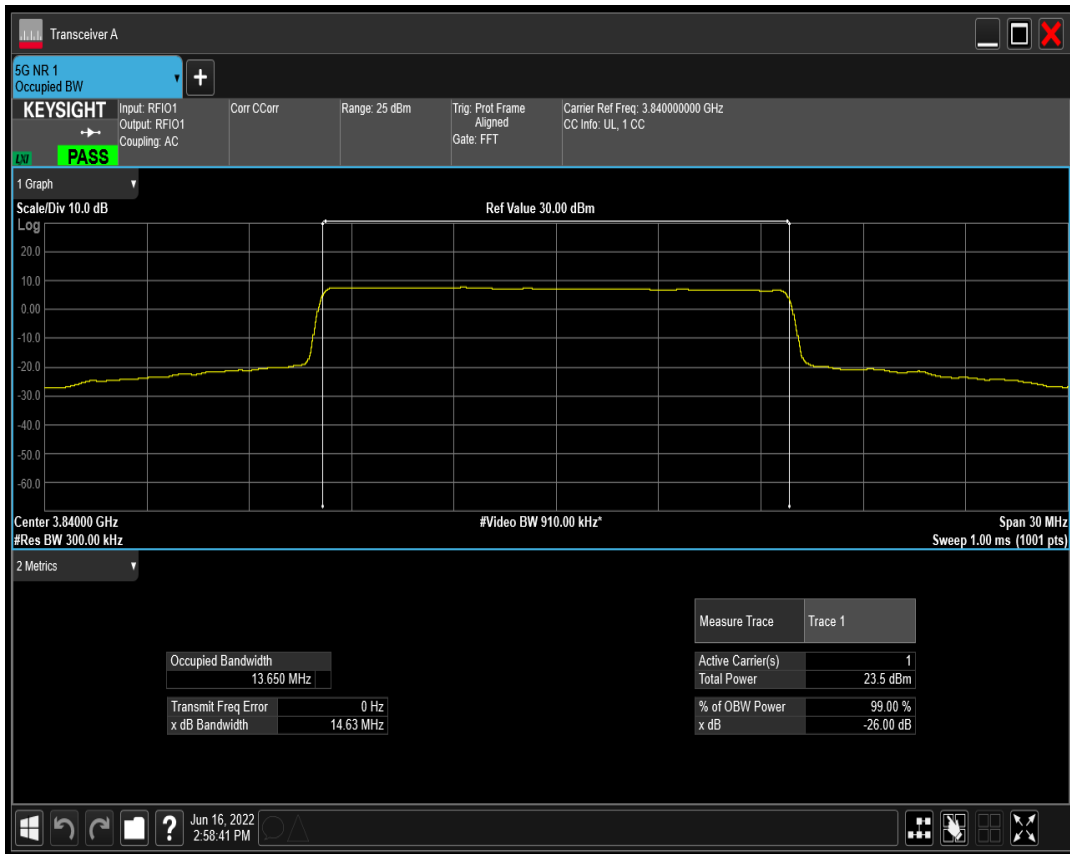 Transceiver A
5G NR 1
Occupied BW
+
KEYSIGHT
LXI PASS
Input: RFIO1
Output: RFIO1
Coupling: AC
Corr CCorr
Range: 25 dBm
Trig: Prot Frame
Aligned
Gate: FFT
Carrier Ref Freq: 3.840000000 GHz
CC Info: UL, 1 CC
1 Graph
Scale/Div 10.0 dB
Ref Value 30.00 dBm
Log
20.0
10.0
0.00
-10.0
-20.0
-30.0
-40.0
-50.0
-60.0
Center 3.84000 GHz
#Video BW 910.00 kHz*
Span 30 MHz
#Res BW 300.00 kHz
Sweep 1.00 ms (1001 pts)
2 Metrics
Measure Trace Trace 1
Occupied Bandwidth
13.650 MHz
Active Carrier(s) 1
Total Power 23.5 dBm
Transmit Freq Error 0 Hz
x dB Bandwidth 14.63 MHz
% of OBW Power 99.00 %
x dB -26.00 dB
?
Jun 16, 2022
2:58:41 PM